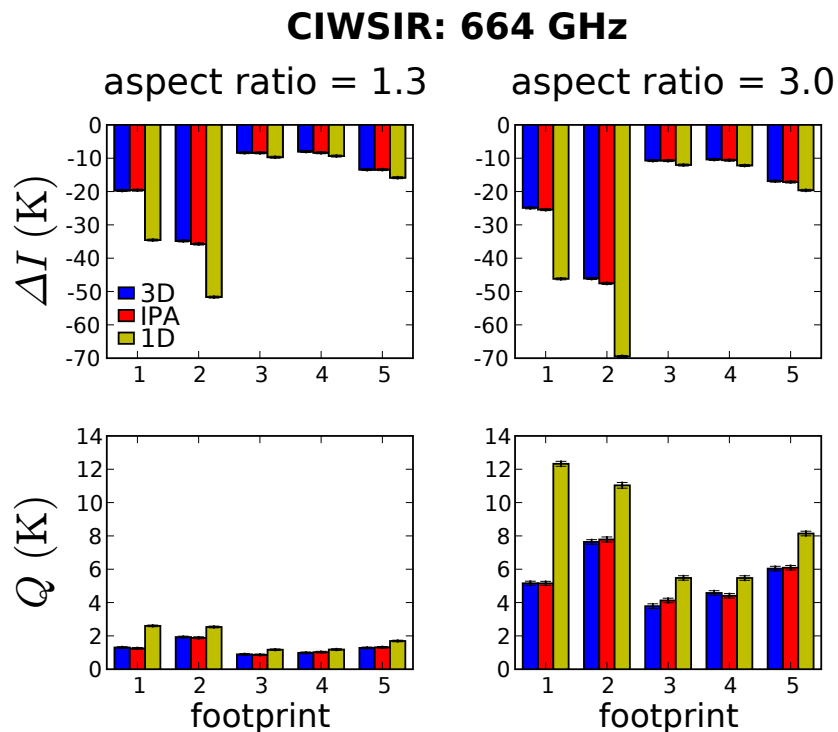 CIWSIR: 664 GHz
aspect ratio = 1.3
aspect ratio = 3.0
ΔI (K)
0
-10
-20
-30
-40
-50
-60
-70
3D
IPA
1D
1 2 3 4 5
0
-10
-20
-30
-40
-50
-60
-70
1 2 3 4 5
Q (K)
14
12
10
8
6
4
2
0
1 2 3 4 5
footprint
14
12
10
8
6
4
2
0
1 2 3 4 5
footprint